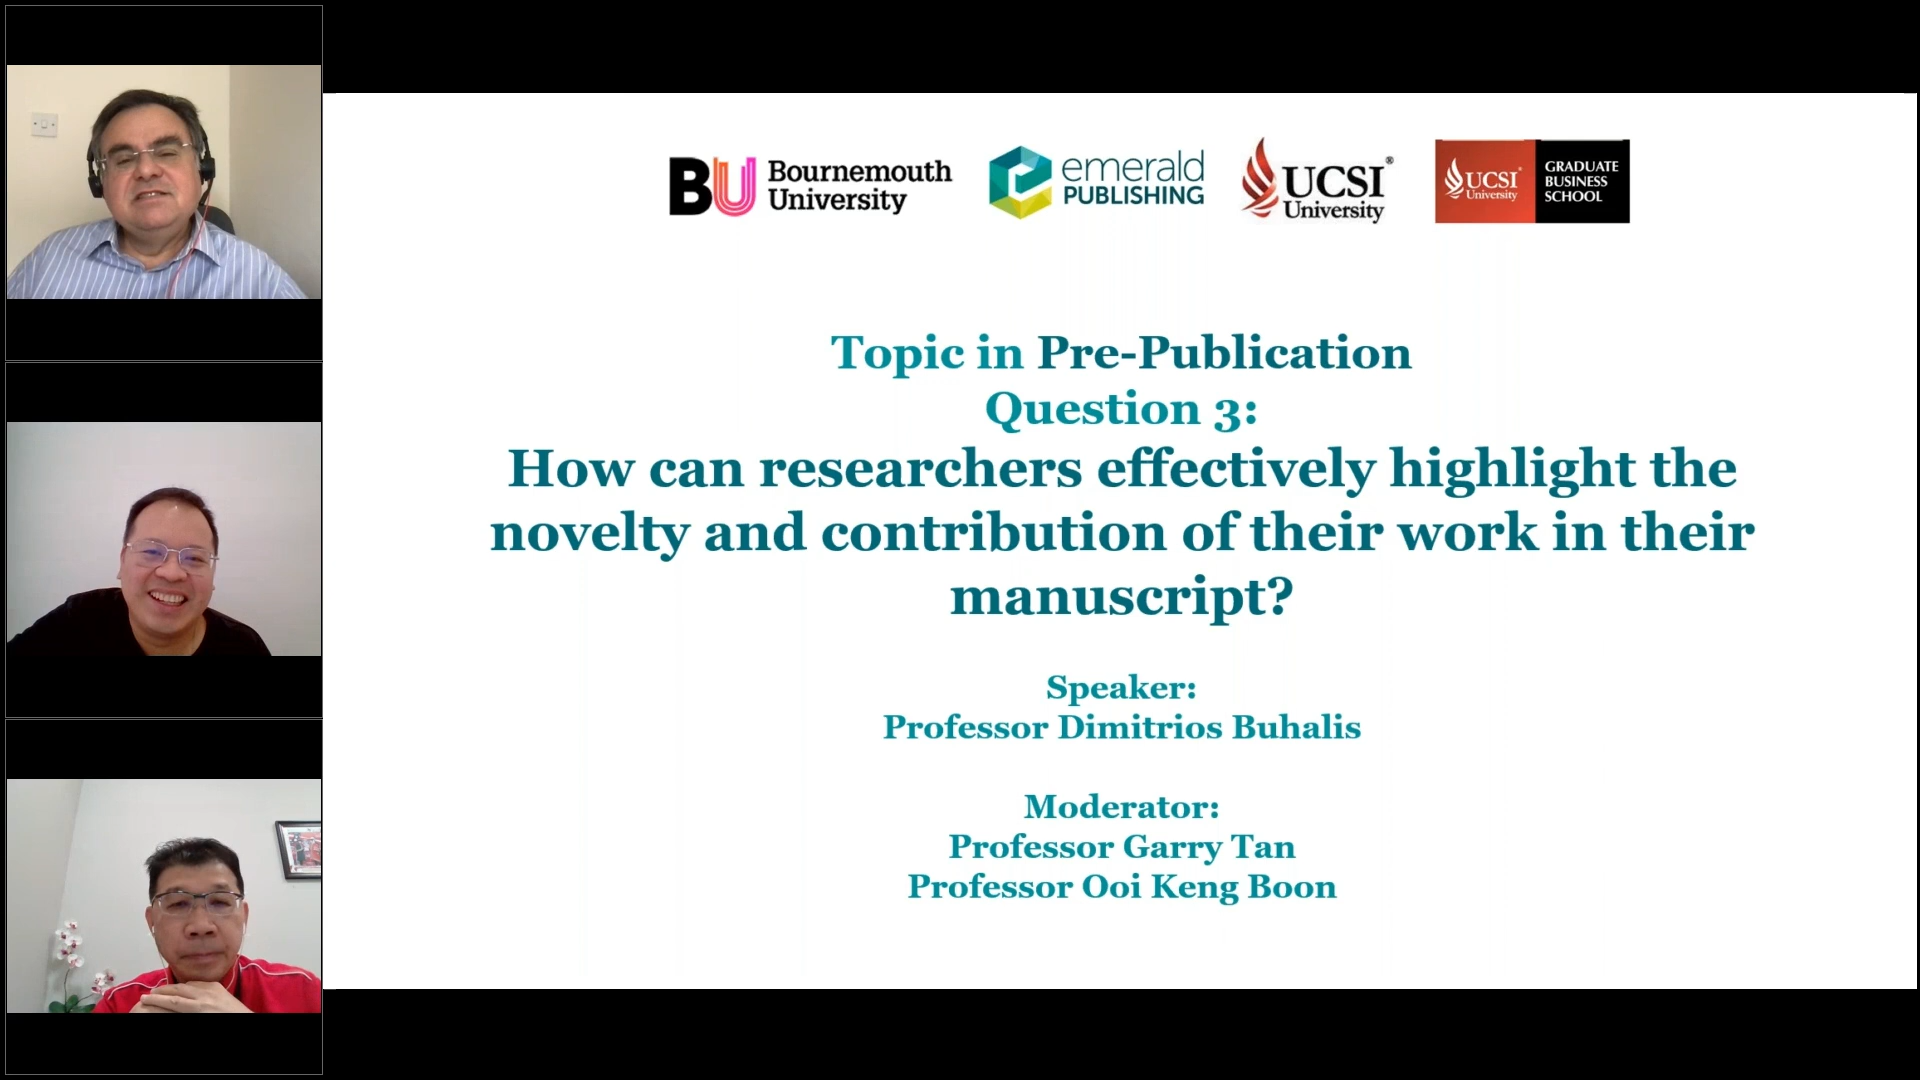 BU Bournemouth University
emerald PUBLISHING
UCSI University ®
UCSI University ® GRADUATE BUSINESS SCHOOL
Topic in Pre-Publication
Question 3:
How can researchers effectively highlight the
novelty and contribution of their work in their
manuscript?
Speaker:
Professor Dimitrios Buhalis
Moderator:
Professor Garry Tan
Professor Ooi Keng Boon